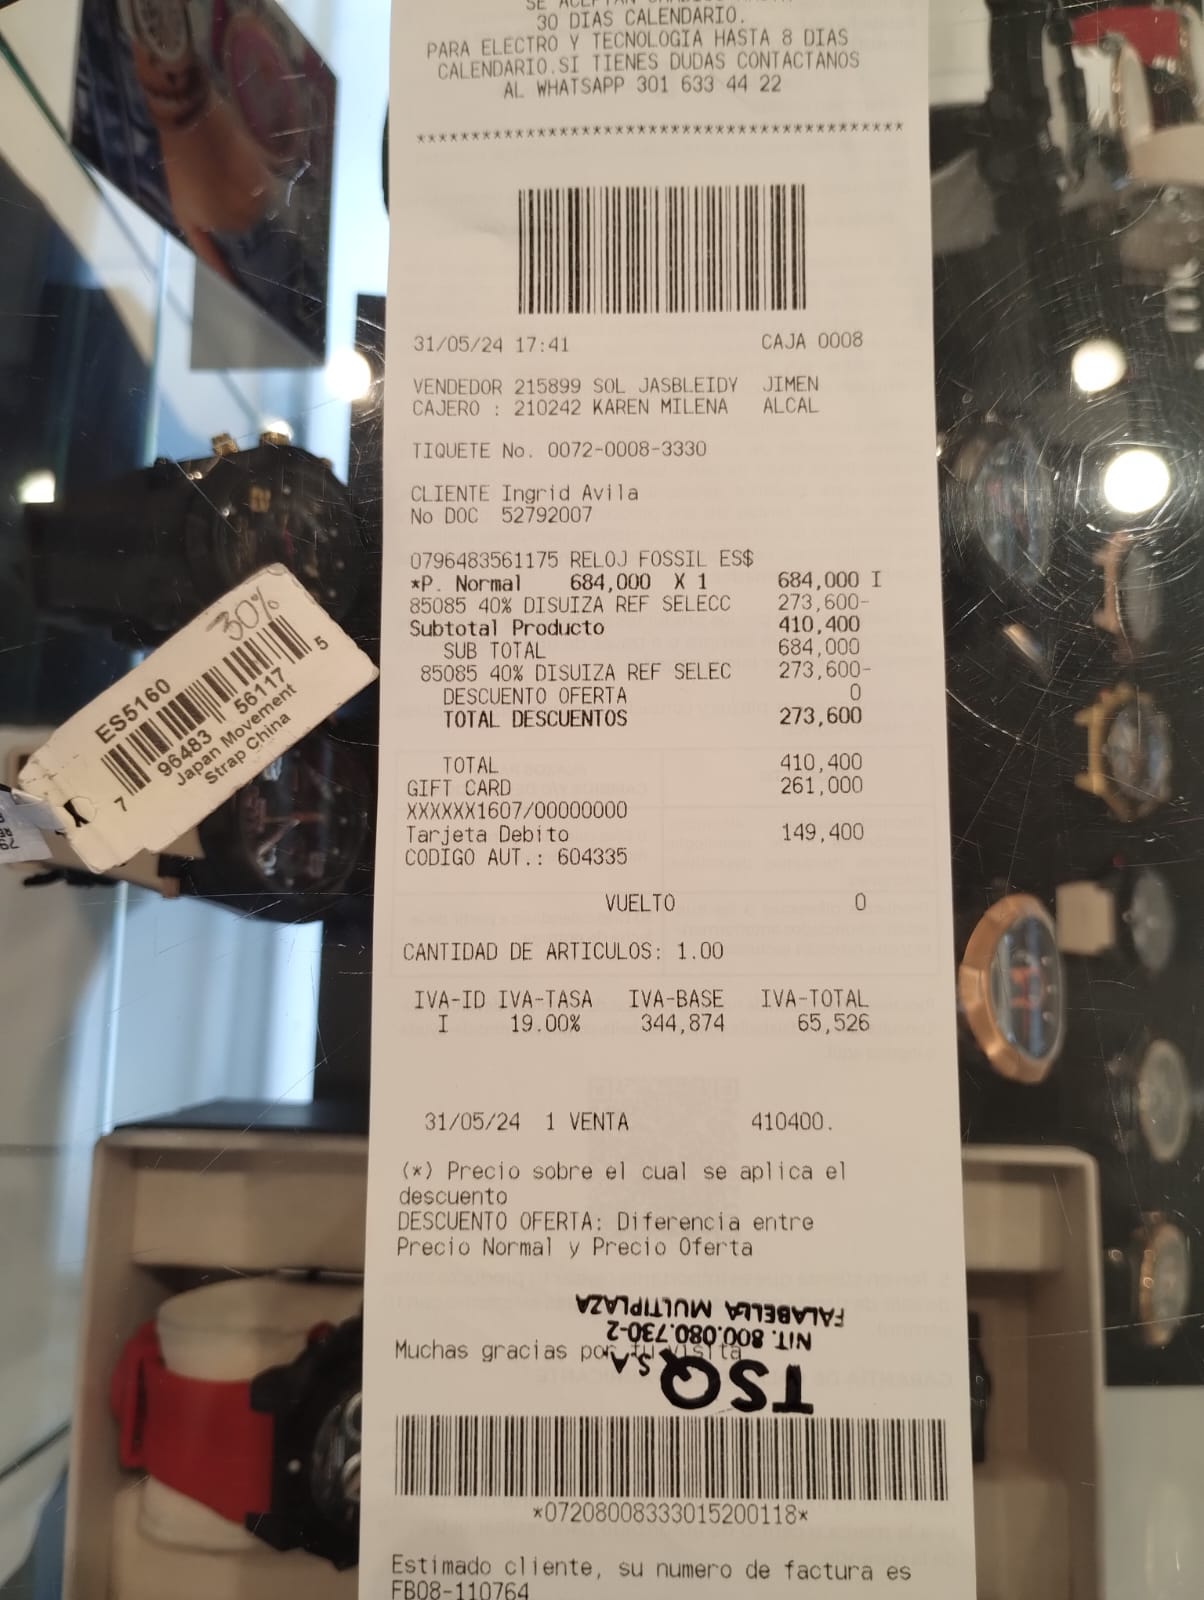 30 DIAS CALENDARIO.
PARA ELECTRO Y TECNOLOGIA HASTA 8 DIAS
CALENDARIO.SI TIENES DUDAS CONTACTANOS
AL WHATSAPP 301 633 44 22
*****************************************************
31/05/24 17:41 CAJA 0008
VENDEDOR 215899 SOL JASBLEIDY JIMEN
CAJERO : 210242 KAREN MILENA ALCAL
TIQUETE No. 0072-0008-3330
CLIENTE Ingrid Avila
No DOC 52792007
0796483561175 RELOJ FOSSIL ES$
*P. Normal 684,000 X 1 684,000 I
85085 40% DISUIZA REF SELECC 273,600-
Subtotal Producto 410,400
SUB TOTAL 684,000
85085 40% DISUIZA REF SELEC 273,600-
DESCUENTO OFERTA 0
TOTAL DESCUENTOS 273,600
TOTAL 410,400
GIFT CARD 261,000
XXXXXX1607/00000000
Tarjeta Debito 149,400
CODIGO AUT.: 604335
VUELTO 0
CANTIDAD DE ARTICULOS: 1.00
IVA-ID IVA-TASA IVA-BASE IVA-TOTAL
I 19.00% 344,874 65,526
31/05/24 1 VENTA 410400.
(*) Precio sobre el cual se aplica el
descuento
DESCUENTO OFERTA: Diferencia entre
Precio Normal y Precio Oferta
Muchas gracias por tu visita
TSQ S.A
NIT. 800.080.730-2
FALABELLA MULTIPLAZA
*07208008333015200118*
Estimado cliente, su numero de factura es
FB08-110764
30%
ES5160
7 96483 56117 5
Japan Movement
Strap China